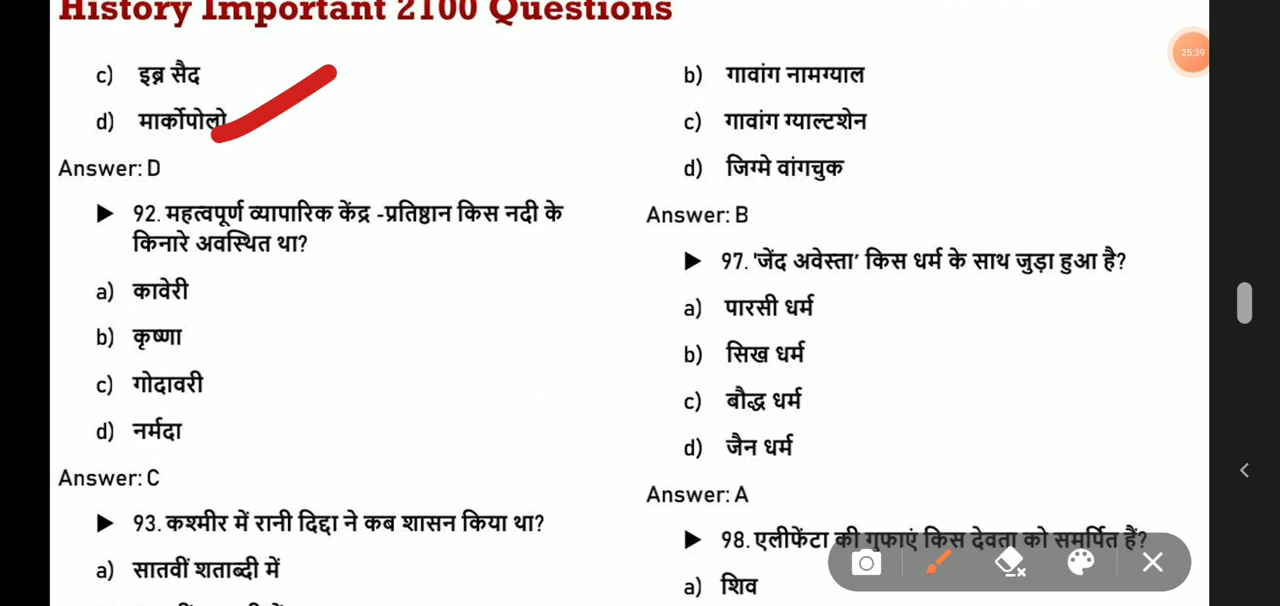 History Important 2100 Questions
c) इब्न सैद
d) मार्कोपोलो
Answer: D
▶ 92. महत्वपूर्ण व्यापारिक केंद्र -प्रतिष्ठान किस नदी के
किनारे अवस्थित था?
a) कावेरी
b) कृष्णा
c) गोदावरी
d) नर्मदा
Answer: C
▶ 93. कश्मीर में रानी दिद्दा ने कब शासन किया था?
a) सातवीं शताब्दी में
b) गावांग नामग्याल
c) गावांग ग्याल्टशेन
d) जिग्मे वांगचुक
Answer: B
▶ 97. 'जेंद अवेस्ता’ किस धर्म के साथ जुड़ा हुआ है?
a) पारसी धर्म
b) सिख धर्म
c) बौद्ध धर्म
d) जैन धर्म
Answer: A
▶ 98. एलीफेंटा की गुफाएं किस देवता को समर्पित हैं?
a) शिव
25:39